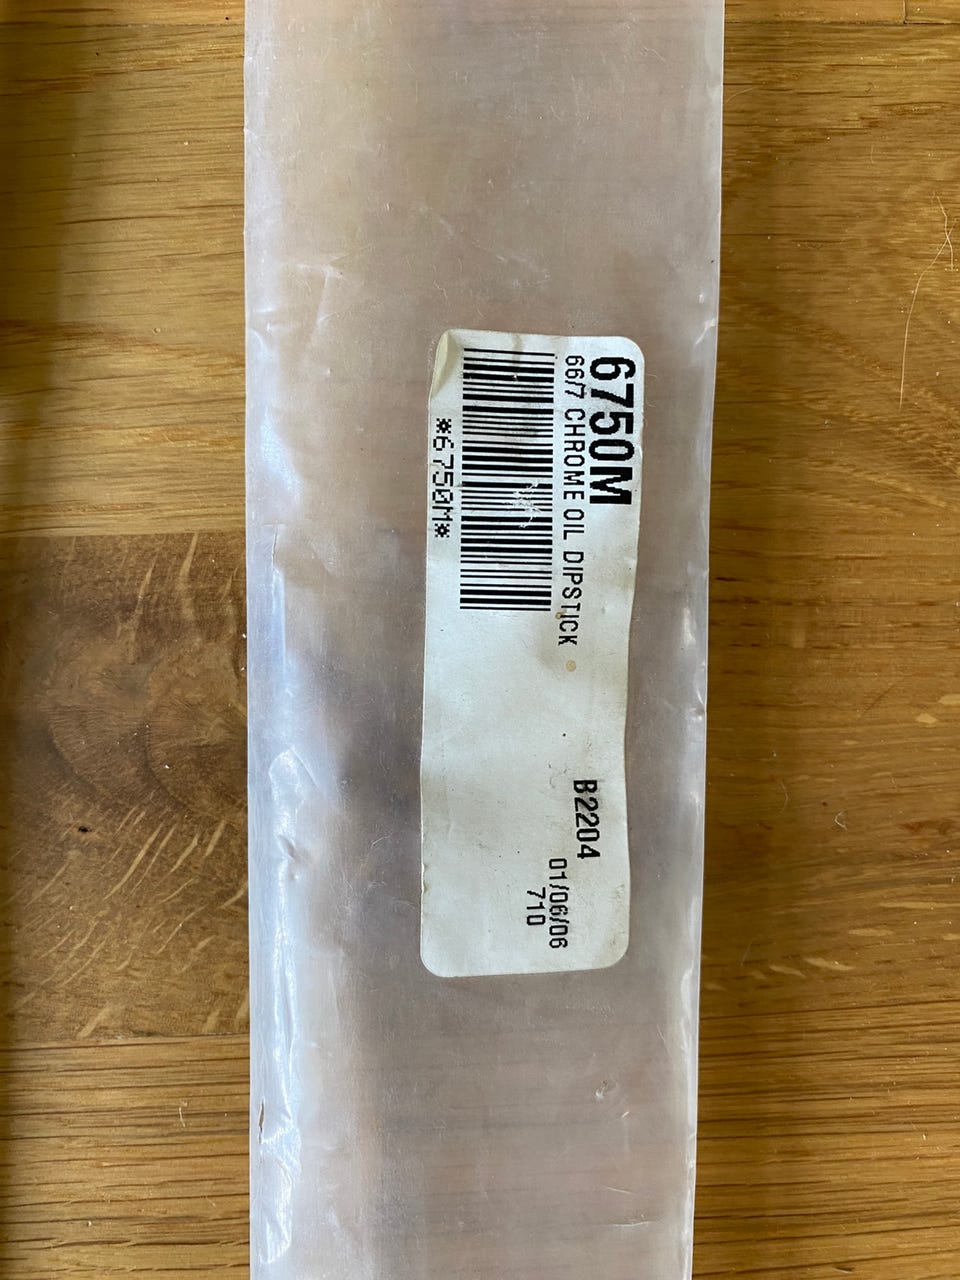 6750M
66/7 CHROME OIL DIPSTICK
*6750M*
B2204
01/06/06
710